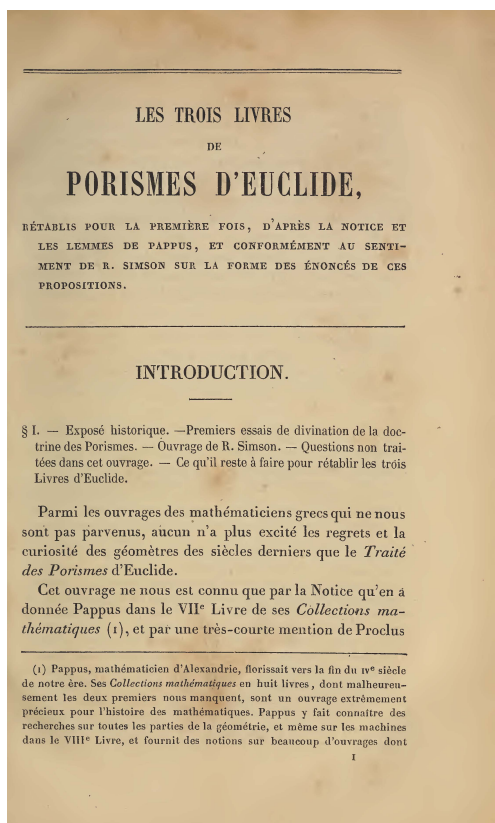 LES TROIS LIVRES
DE
PORISMES D'EUCLIDE,
RÉTABLIS POUR LA PREMIÈRE FOIS, D'APRÈS LA NOTICE ET
LES LEMMES DE PAPPUS, ET CONFORMÉMENT AU SENTI-
MENT DE R. SIMSON SUR LA FORME DES ÉNONCÉS DE CES
PROPOSITIONS.
INTRODUCTION.
§ I. — Exposé historique. —Premiers essais de divination de la doc-
trine des Porismes. — Ouvrage de R. Simson. — Questions non trai-
tées dans cet ouvrage. — Ce qu'il reste à faire pour rétablir les trois
Livres d'Euclide.
Parmi les ouvrages des mathématiciens grecs qui ne nous
sont pas parvenus, aucun n'a plus excité les regrets et la
curiosité des géomètres des siècles derniers que le Traité
des Porismes d'Euclide.
Cet ouvrage ne nous est connu que par la Notice qu'en a
donnée Pappus dans le VIIe Livre de ses Collections ma-
thématiques (1), et par une très-courte mention de Proclus
(1) Pappus, mathématicien d'Alexandrie, florissait vers la fin du IVe siècle
de notre ère. Ses Collections mathématiques en huit livres, dont malheureu-
sement les deux premiers nous manquent, sont un ouvrage extrêmement
précieux pour l'histoire des mathématiques. Pappus y fait connaître des
recherches sur toutes les parties de la géométrie, et même sur les machines
dans le VIIIe Livre, et fournit des notions sur beaucoup d'ouvrages dont
1